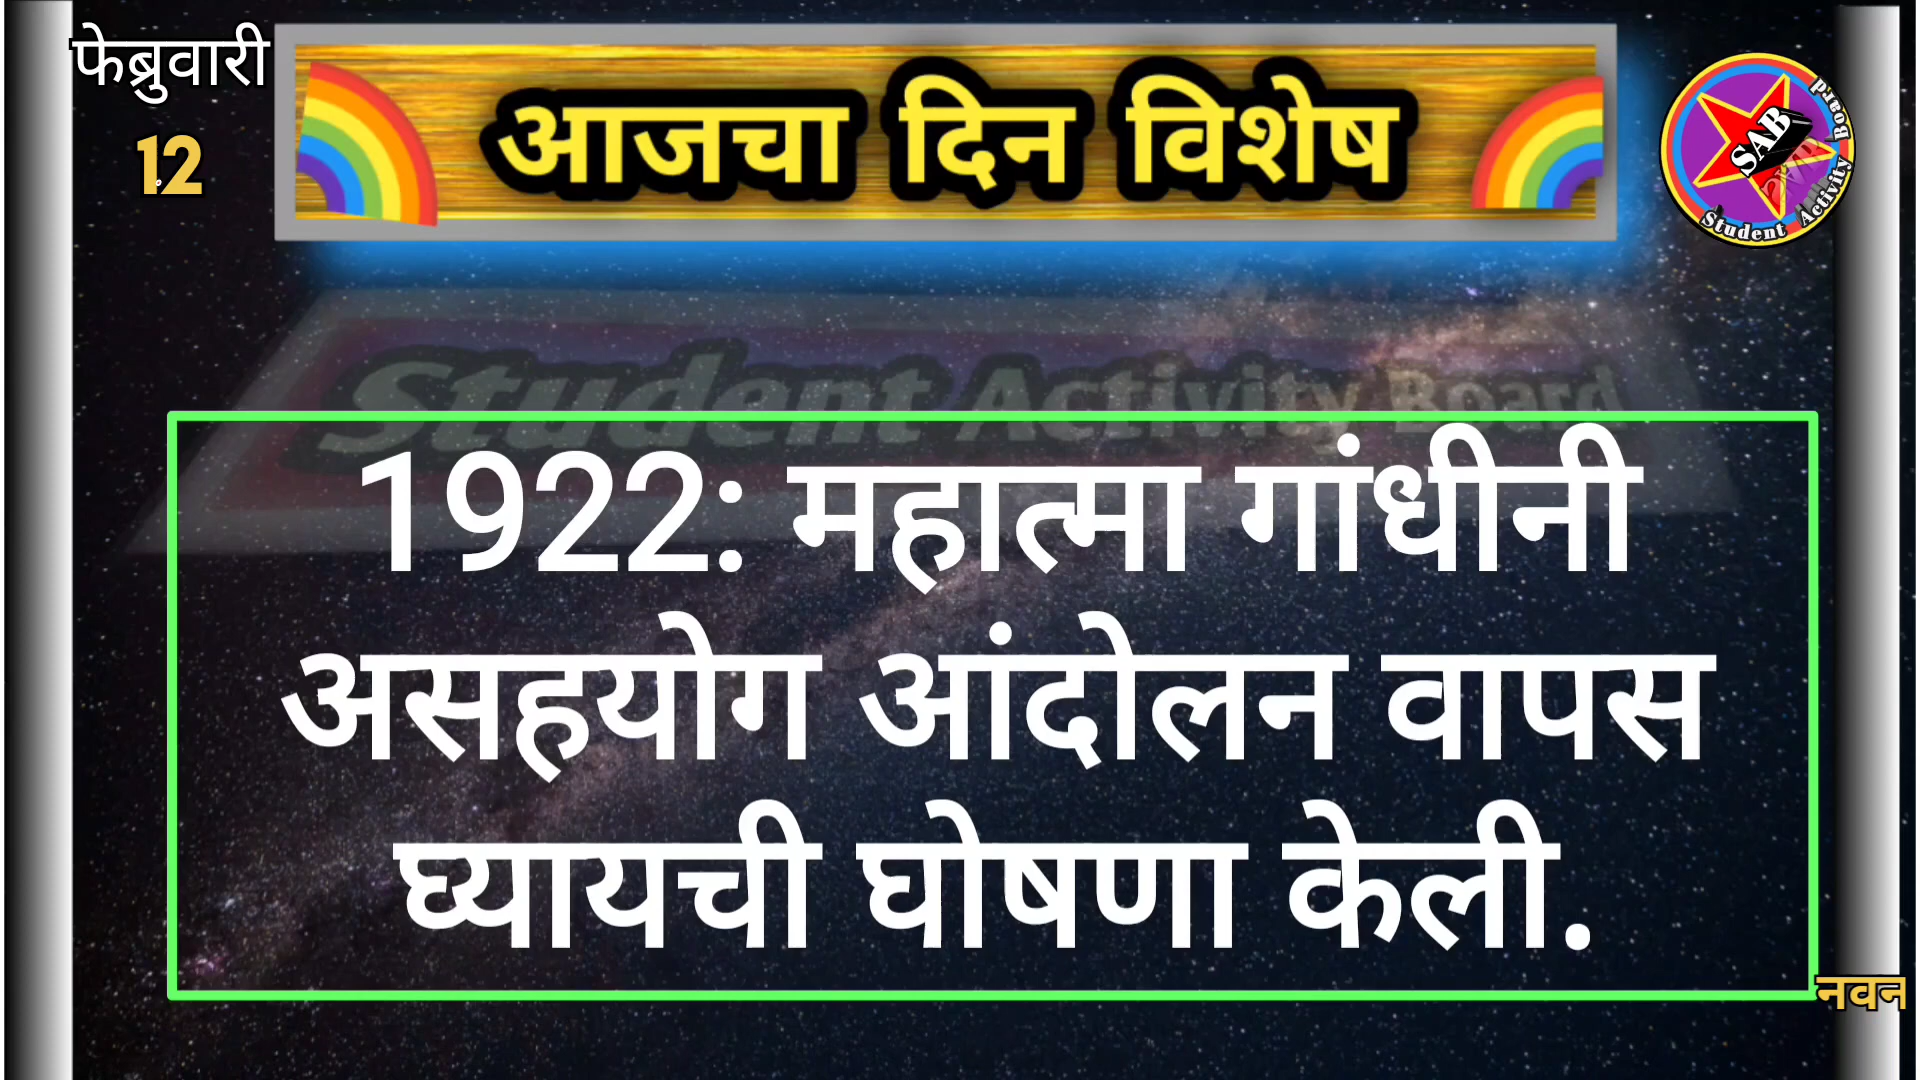 फेब्रुवारी
12
आजचा दिन विशेष
SAB
Student Activity Board
Student Activity Board
1922: महात्मा गांधीनी
असहयोग आंदोलन वापस
घ्यायची घोषणा केली.
नवन